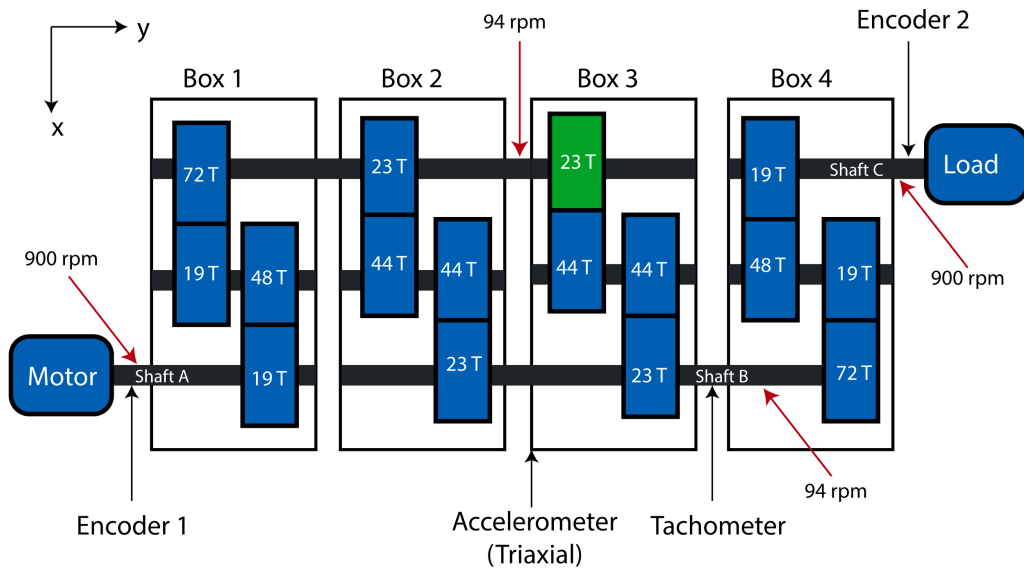 y
x
94 rpm
Encoder 2
Box 1
Box 2
Box 3
Box 4
72 T
23 T
23 T
19 T
Shaft C
Load
19 T
48 T
44 T
44 T
44 T
44 T
48 T
19 T
900 rpm
900 rpm
Motor
Shaft A
19 T
23 T
23 T
Shaft B
72 T
94 rpm
Encoder 1
Accelerometer
(Triaxial)
Tachometer